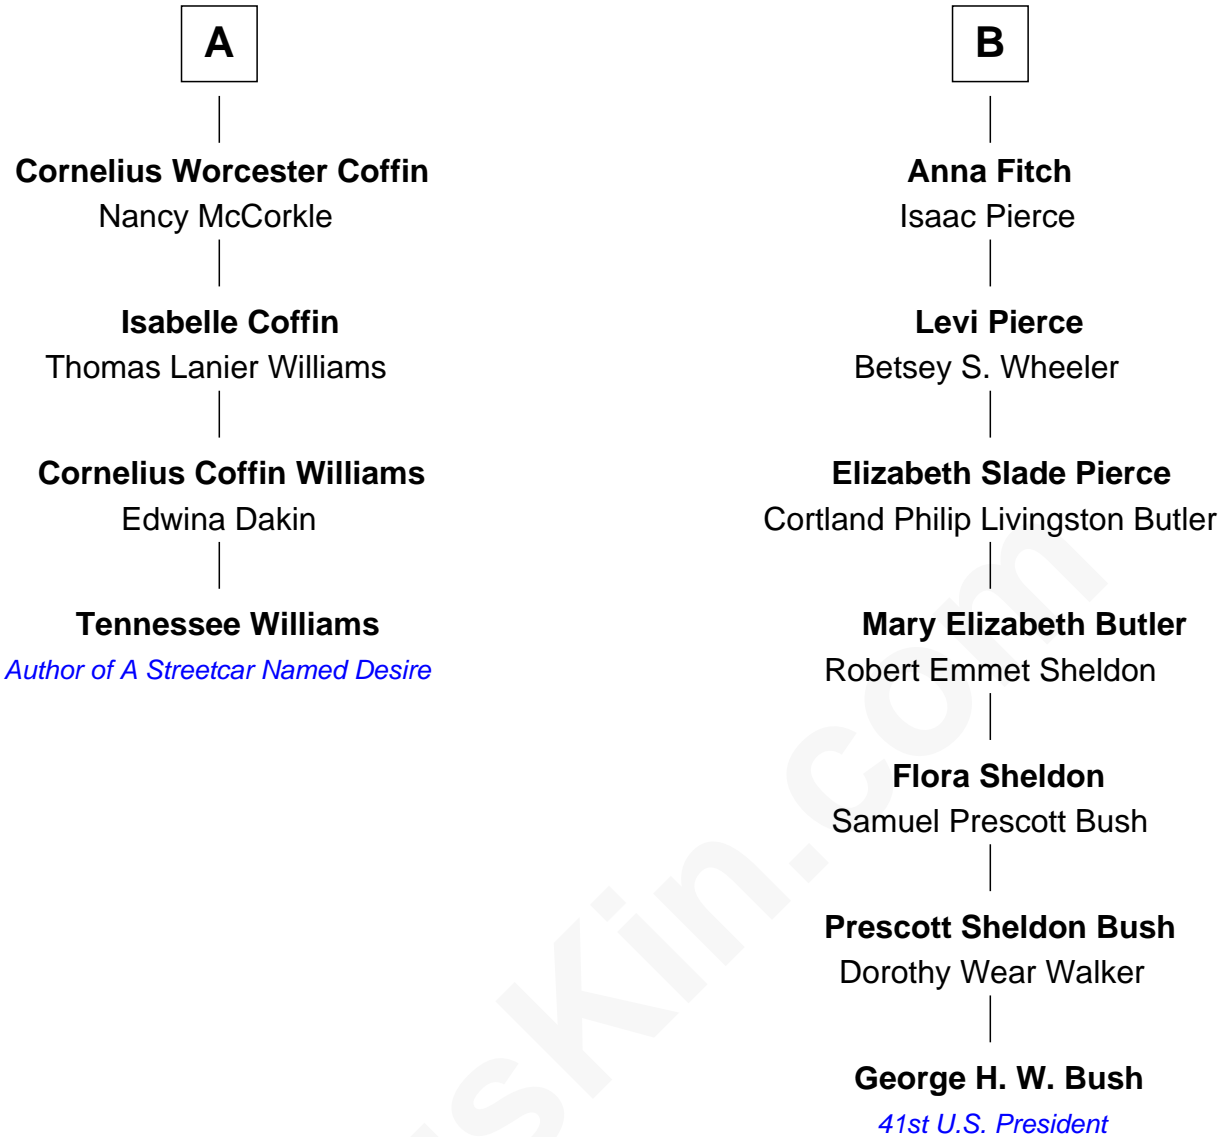 A
Cornelius Worcester Coffin
Nancy McCorkle
Isabelle Coffin
Thomas Lanier Williams
Cornelius Coffin Williams
Edwina Dakin
Tennessee Williams
Author of A Streetcar Named Desire
B
Anna Fitch
Isaac Pierce
Levi Pierce
Betsey S. Wheeler
Elizabeth Slade Pierce
Cortland Philip Livingston Butler
Mary Elizabeth Butler
Robert Emmet Sheldon
Flora Sheldon
Samuel Prescott Bush
Prescott Sheldon Bush
Dorothy Wear Walker
George H. W. Bush
41st U.S. President
sKin.com